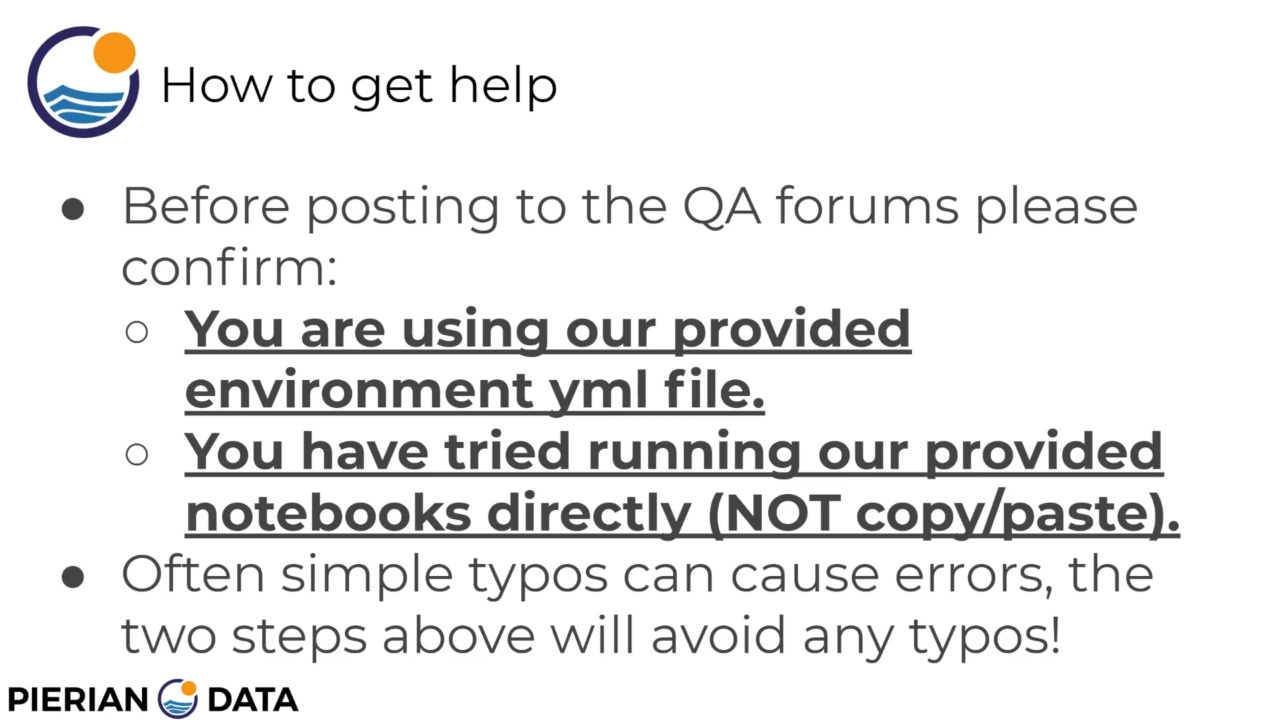 How to get help
● Before posting to the QA forums please
confirm:
○ You are using our provided
environment yml file.
○ You have tried running our provided
notebooks directly (NOT copy/paste).
● Often simple typos can cause errors, the
two steps above will avoid any typos!
PIERIAN DATA